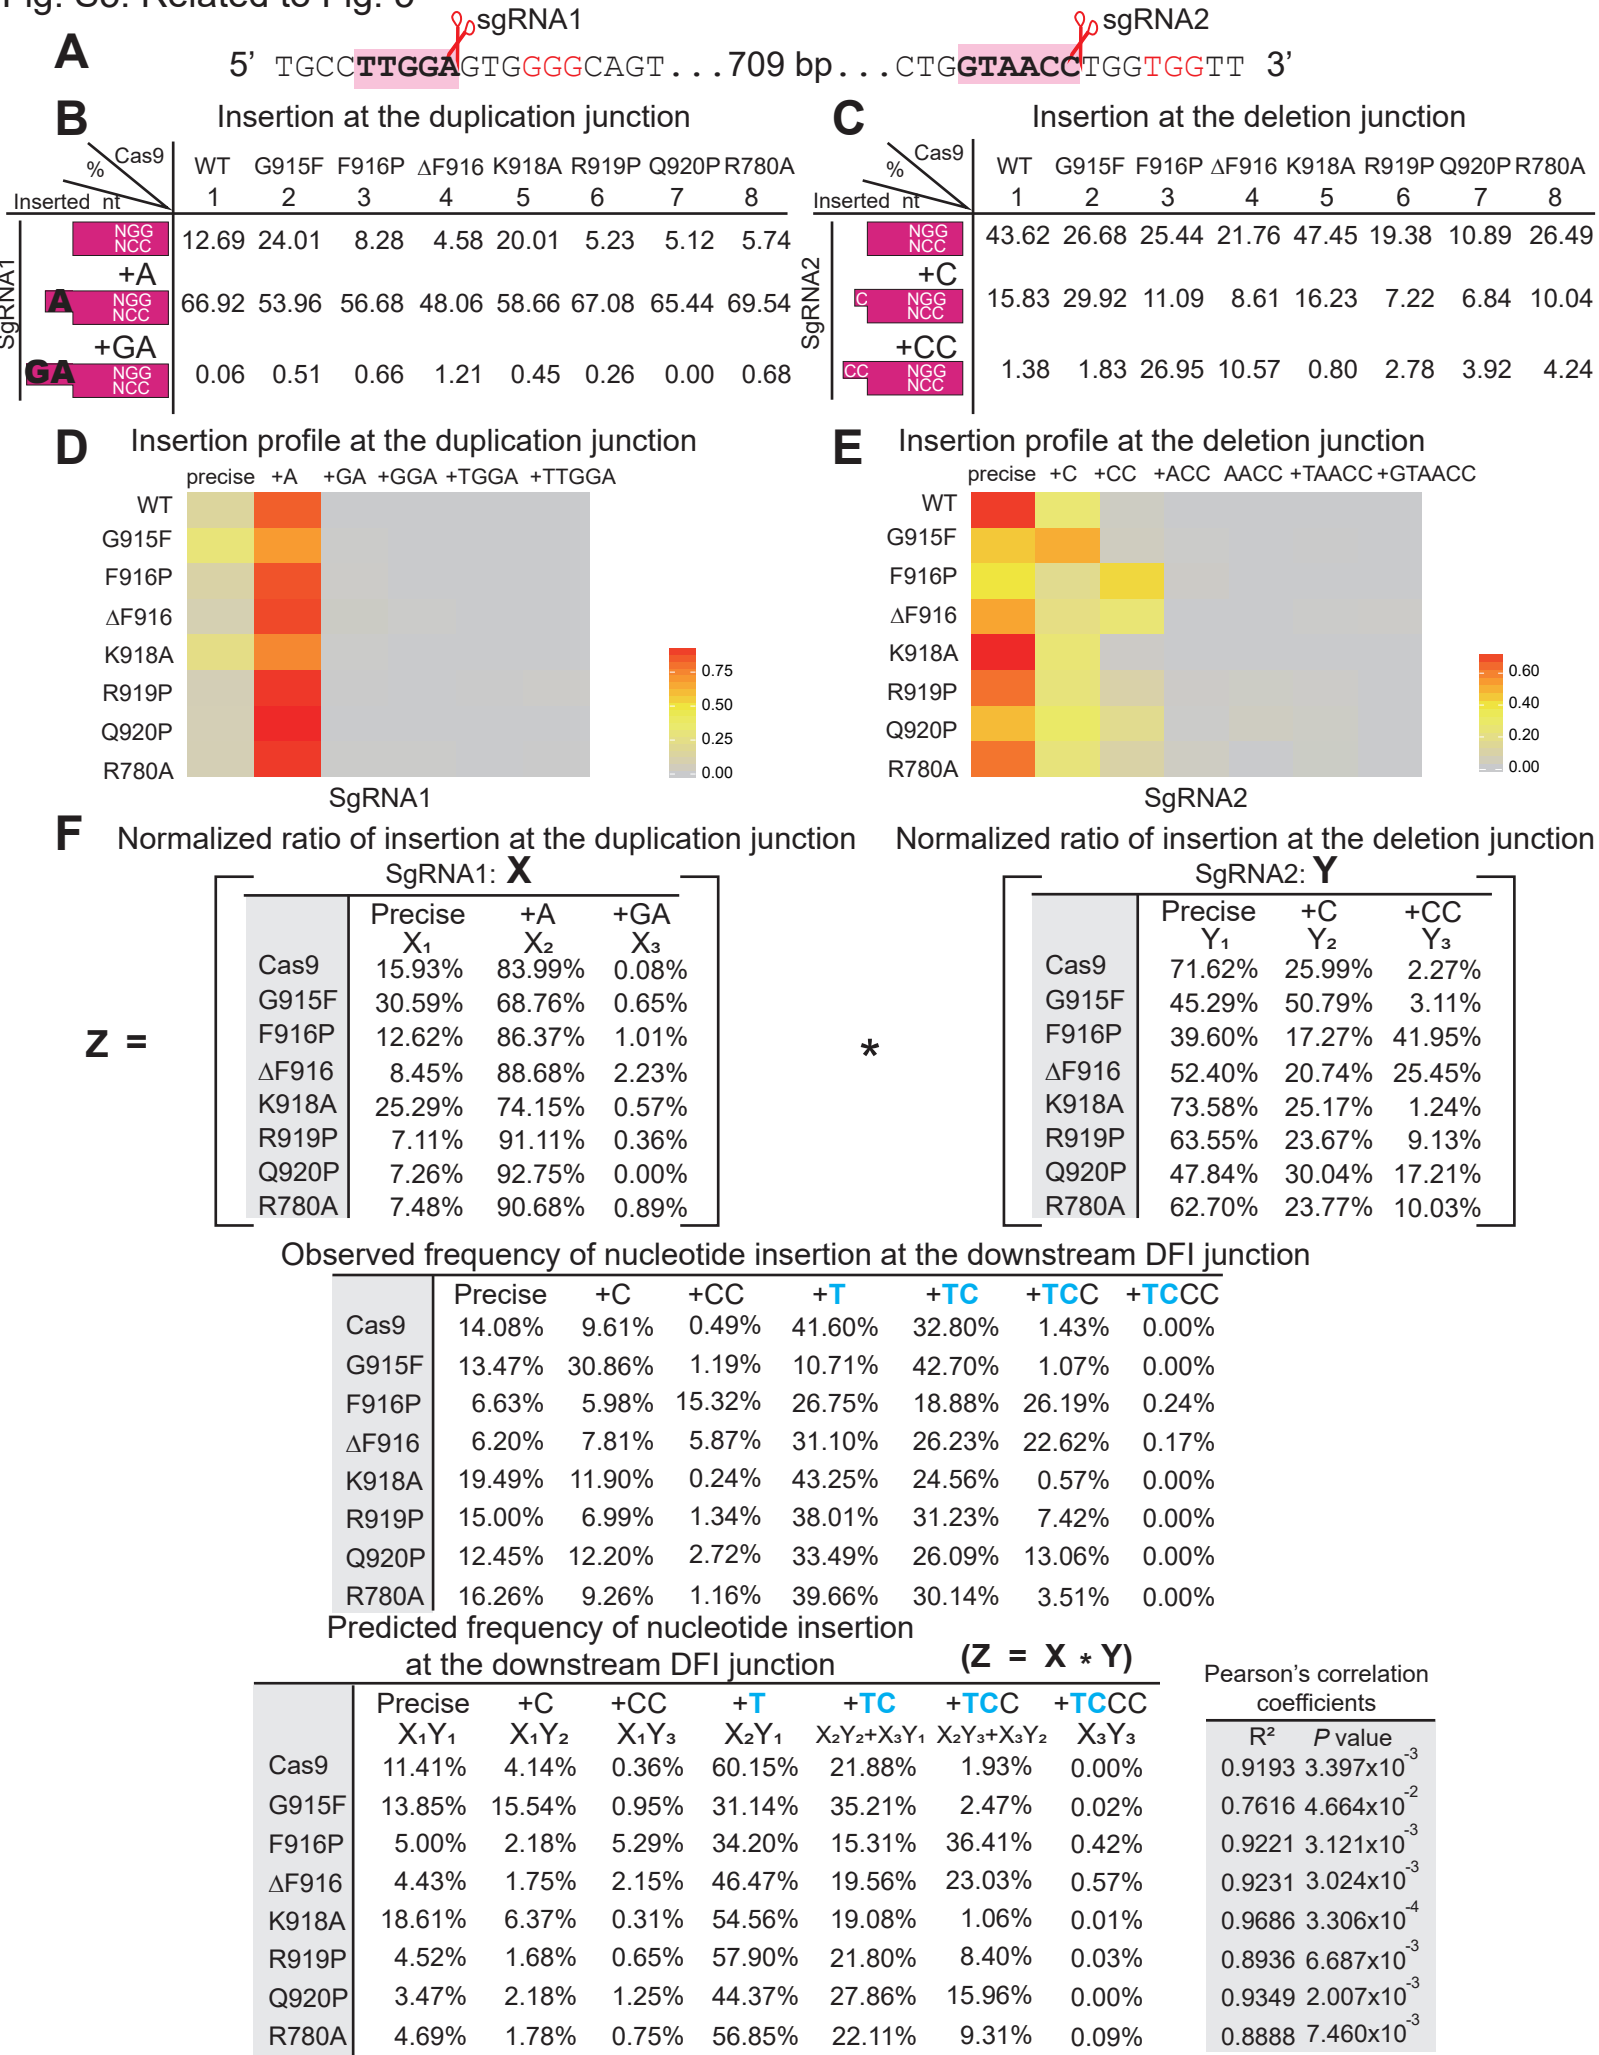 Fig. S3. Related to Fig. 3
A
sgRNA1 sgRNA2
5' TGCCTTGGAGTGGGGCAGT...709 bp...CTGGTAACCTGGTGGTT 3'
B Insertion at the duplication junction
% Cas9 WT G915F F916P ΔF916 K918A R919P Q920P R780A
Inserted nt 1 2 3 4 5 6 7 8
SgRNA1
NGG
NCC
12.69 24.01 8.28 4.58 20.01 5.23 5.12 5.74
+A
A NGG
NCC
66.92 53.96 56.68 48.06 58.66 67.08 65.44 69.54
+GA
GA NGG
NCC
0.06 0.51 0.66 1.21 0.45 0.26 0.00 0.68
C Insertion at the deletion junction
% Cas9 WT G915F F916P ΔF916 K918A R919P Q920P R780A
Inserted nt 1 2 3 4 5 6 7 8
SgRNA2
NGG
NCC
43.62 26.68 25.44 21.76 47.45 19.38 10.89 26.49
+C
C NGG
NCC
15.83 29.92 11.09 8.61 16.23 7.22 6.84 10.04
+CC
CC NGG
NCC
1.38 1.83 26.95 10.57 0.80 2.78 3.92 4.24
D Insertion profile at the duplication junction
precise +A +GA +GGA +TGGA +TTGGA
WT
G915F
F916P
ΔF916
K918A
R919P
Q920P
R780A
0.75
0.50
0.25
0.00
SgRNA1
E Insertion profile at the deletion junction
precise +C +CC +ACC AACC +TAACC +GTAACC
WT
G915F
F916P
ΔF916
K918A
R919P
Q920P
R780A
0.60
0.40
0.20
0.00
SgRNA2
F Normalized ratio of insertion at the duplication junction
SgRNA1: X
Precise +A +GA
X₁ X₂ X₃
Cas9 15.93% 83.99% 0.08%
G915F 30.59% 68.76% 0.65%
F916P 12.62% 86.37% 1.01%
ΔF916 8.45% 88.68% 2.23%
K918A 25.29% 74.15% 0.57%
R919P 7.11% 91.11% 0.36%
Q920P 7.26% 92.75% 0.00%
R780A 7.48% 90.68% 0.89%
Z =
*
Normalized ratio of insertion at the deletion junction
SgRNA2: Y
Precise +C +CC
Y₁ Y₂ Y₃
Cas9 71.62% 25.99% 2.27%
G915F 45.29% 50.79% 3.11%
F916P 39.60% 17.27% 41.95%
ΔF916 52.40% 20.74% 25.45%
K918A 73.58% 25.17% 1.24%
R919P 63.55% 23.67% 9.13%
Q920P 47.84% 30.04% 17.21%
R780A 62.70% 23.77% 10.03%
Observed frequency of nucleotide insertion at the downstream DFI junction
Precise +C +CC +T +TC +TCC +TCCC
Cas9 14.08% 9.61% 0.49% 41.60% 32.80% 1.43% 0.00%
G915F 13.47% 30.86% 1.19% 10.71% 42.70% 1.07% 0.00%
F916P 6.63% 5.98% 15.32% 26.75% 18.88% 26.19% 0.24%
ΔF916 6.20% 7.81% 5.87% 31.10% 26.23% 22.62% 0.17%
K918A 19.49% 11.90% 0.24% 43.25% 24.56% 0.57% 0.00%
R919P 15.00% 6.99% 1.34% 38.01% 31.23% 7.42% 0.00%
Q920P 12.45% 12.20% 2.72% 33.49% 26.09% 13.06% 0.00%
R780A 16.26% 9.26% 1.16% 39.66% 30.14% 3.51% 0.00%
Predicted frequency of nucleotide insertion
at the downstream DFI junction (Z = X * Y)
Precise +C +CC +T +TC +TCC +TCCC
X₁Y₁ X₁Y₂ X₁Y₃ X₂Y₁ X₂Y₂+X₃Y₁ X₂Y₃+X₃Y₂ X₃Y₃
Cas9 11.41% 4.14% 0.36% 60.15% 21.88% 1.93% 0.00%
G915F 13.85% 15.54% 0.95% 31.14% 35.21% 2.47% 0.02%
F916P 5.00% 2.18% 5.29% 34.20% 15.31% 36.41% 0.42%
ΔF916 4.43% 1.75% 2.15% 46.47% 19.56% 23.03% 0.57%
K918A 18.61% 6.37% 0.31% 54.56% 19.08% 1.06% 0.01%
R919P 4.52% 1.68% 0.65% 57.90% 21.80% 8.40% 0.03%
Q920P 3.47% 2.18% 1.25% 44.37% 27.86% 15.96% 0.00%
R780A 4.69% 1.78% 0.75% 56.85% 22.11% 9.31% 0.09%
Pearson's correlation
coefficients
R² P value
0.9193 3.397x10⁻³
0.7616 4.664x10⁻²
0.9221 3.121x10⁻³
0.9231 3.024x10⁻³
0.9686 3.306x10⁻⁴
0.8936 6.687x10⁻³
0.9349 2.007x10⁻³
0.8888 7.460x10⁻³